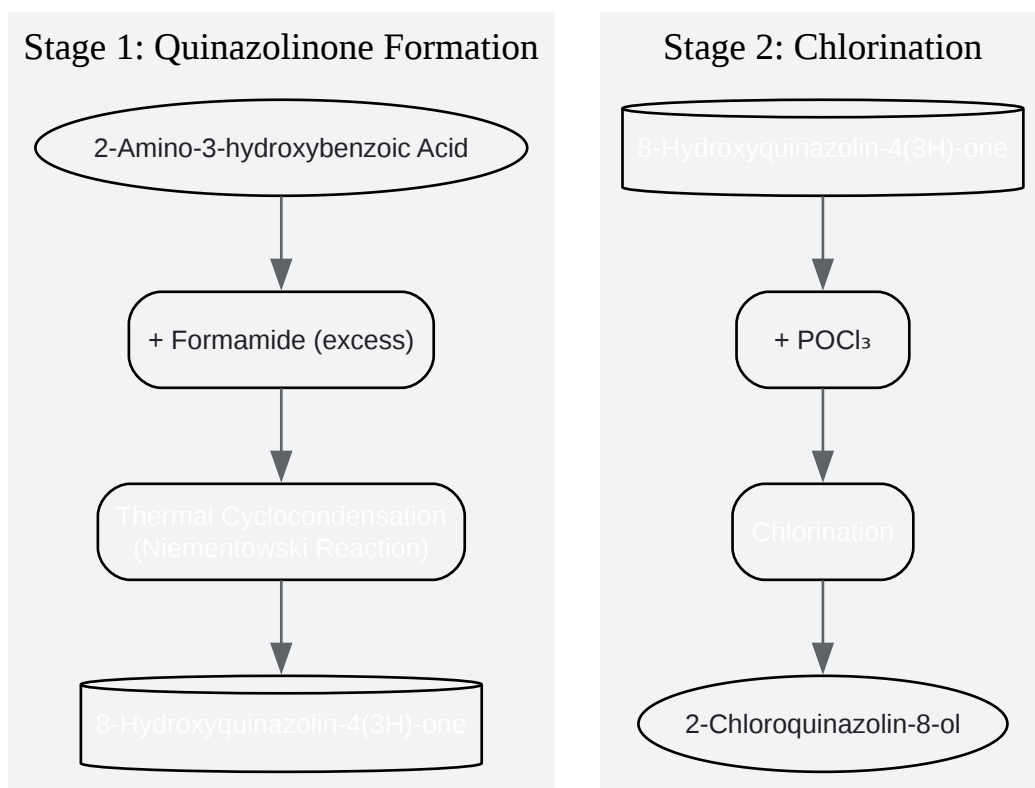 Stage 1: Quinazolinone Formation
2-Amino-3-hydroxybenzoic Acid
+ Formamide (excess)
Thermal Cyclocondensation
(Niementowski Reaction)
8-Hydroxyquinazolin-4(3H)-one
Stage 2: Chlorination
8-Hydroxyquinazolin-4(3H)-one
+ POCl₃
Chlorination
2-Chloroquinazolin-8-ol